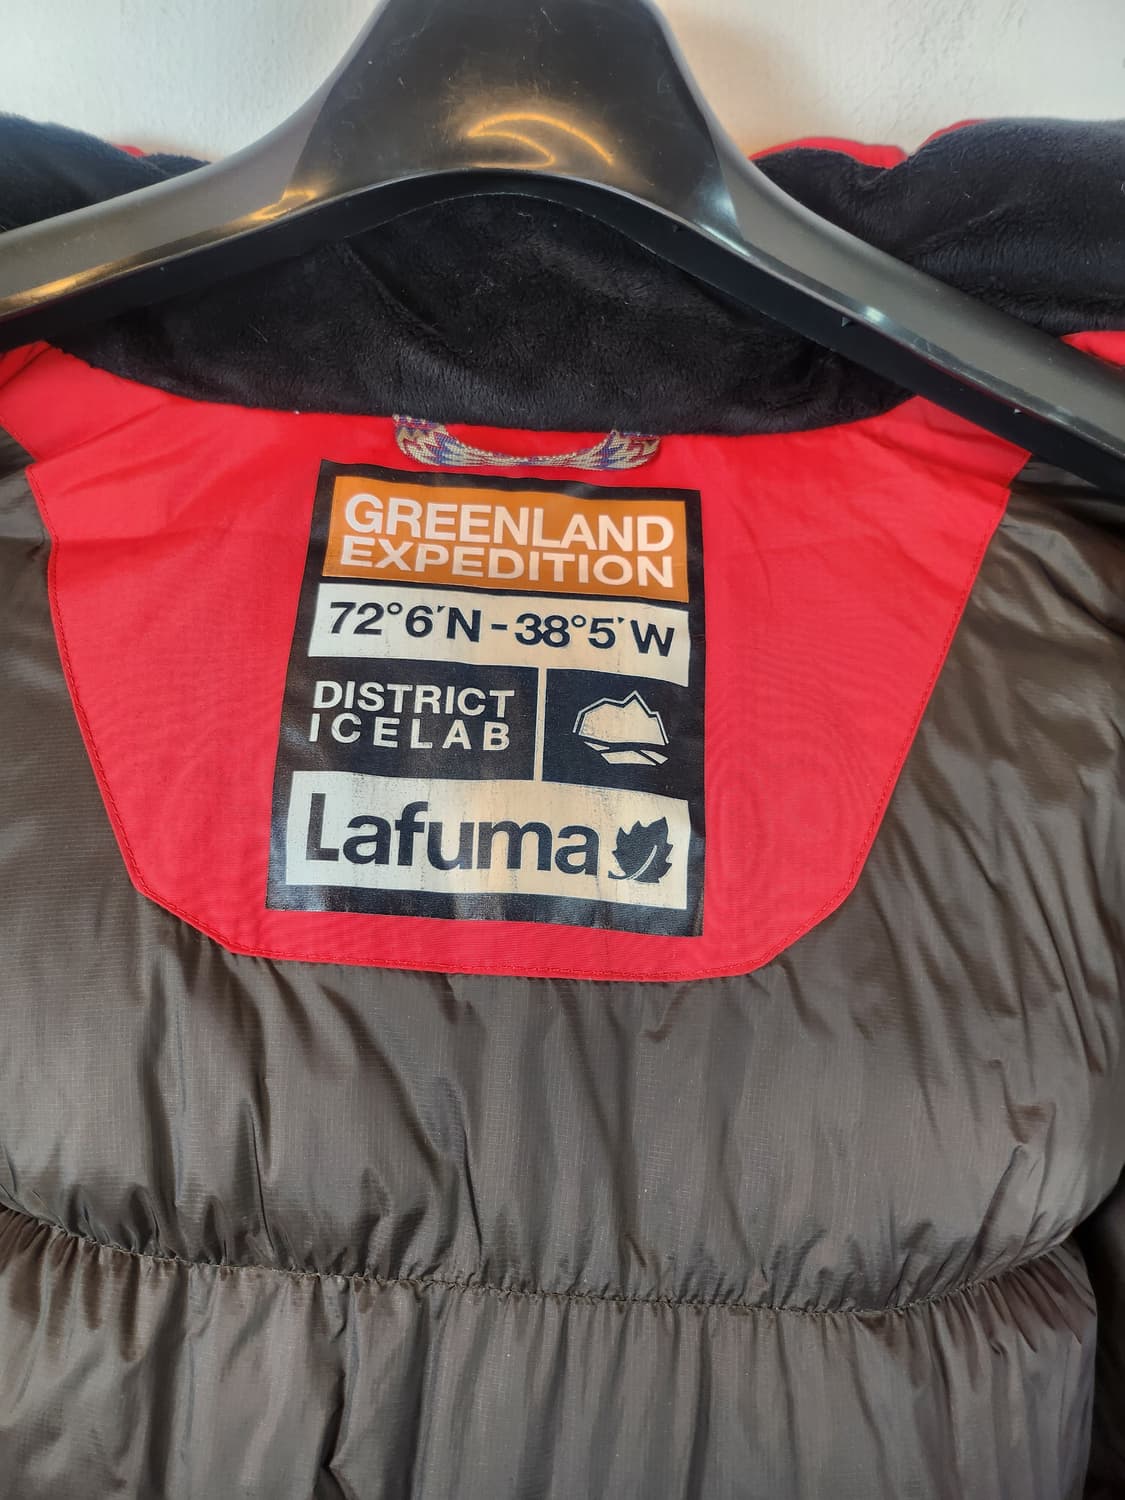 GREENLAND
EXPEDITION
72°6′N-38°5′W
DISTRICT
ICELAB
Lafuma